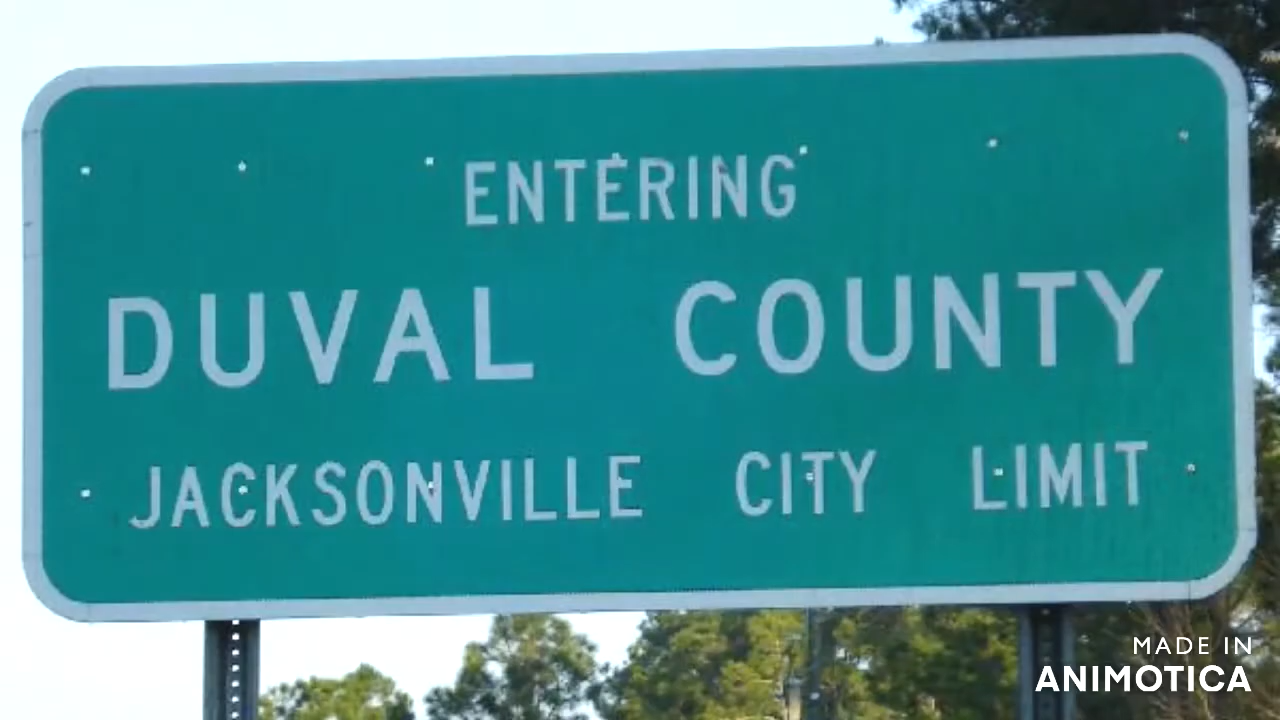 ENTERING
DUVAL COUNTY
JACKSONVILLE CITY LIMIT
MADE IN
ANIMOTICA